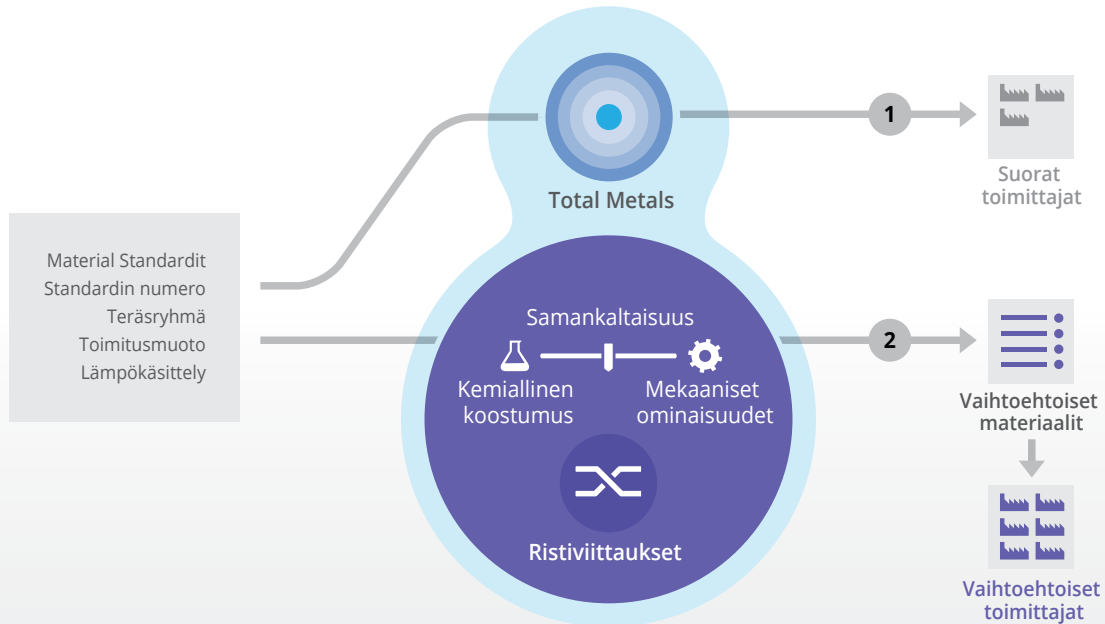 Material Standardit
Standardin numero
Teräsryhmä
Toimitusmuoto
Lämpökäsittely
Total Metals
1
Suorat
toimittajat
Samankaltaisuus
Kemiallinen
koostumus
Mekaaniset
ominaisuudet
Ristiviittaukset
2
Vaihtoehtoiset
materiaalit
Vaihtoehtoiset
toimittajat